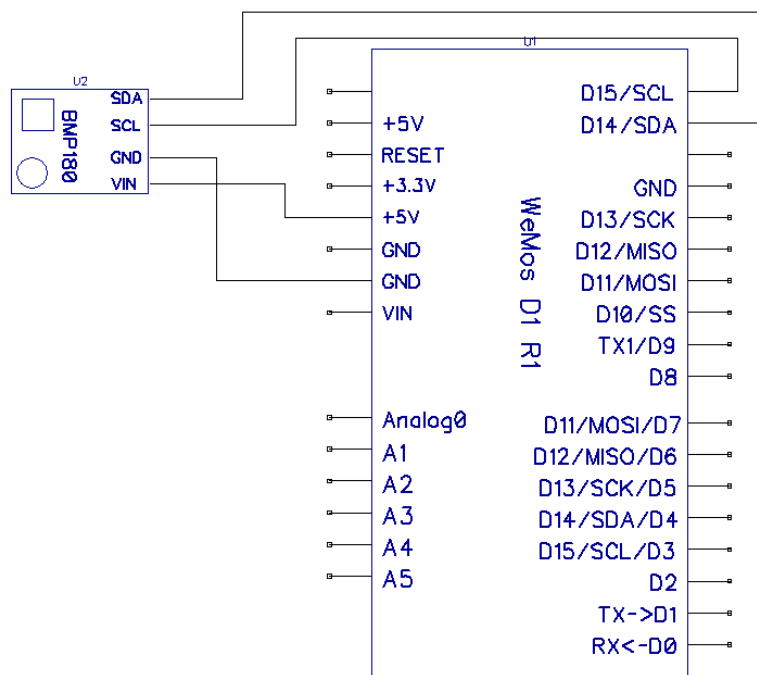 U2
SDA
SCL
GND
VIN
BMP180
U1
+5V
RESET
+3.3V
+5V
GND
GND
VIN
Analog0
A1
A2
A3
A4
A5
WeMos D1 R1
D15/SCL
D14/SDA
GND
D13/SCK
D12/MISO
D11/MOSI
D10/SS
TX1/D9
D8
D11/MOSI/D7
D12/MISO/D6
D13/SCK/D5
D14/SDA/D4
D15/SCL/D3
D2
TX->D1
RX<-D0